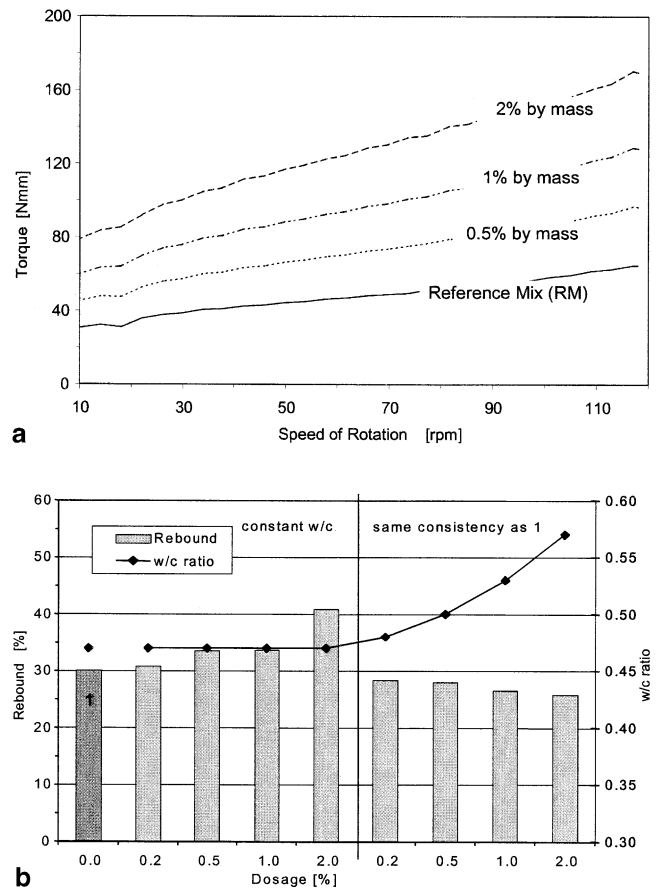 200
160
120
80
40
0
Torque [Nmm]
2% by mass
1% by mass
0.5% by mass
Reference Mix (RM)
10 30 50 70 90 110
Speed of Rotation [rpm]
a
60
50
40
30
20
10
0
Rebound [%]
Rebound
w/c ratio
constant w/c
same consistency as 1
0.60
0.55
0.50
0.45
0.40
0.35
0.30
w/c ratio
0.0 0.2 0.5 1.0 2.0 0.2 0.5 1.0 2.0
Dosage [%]
b